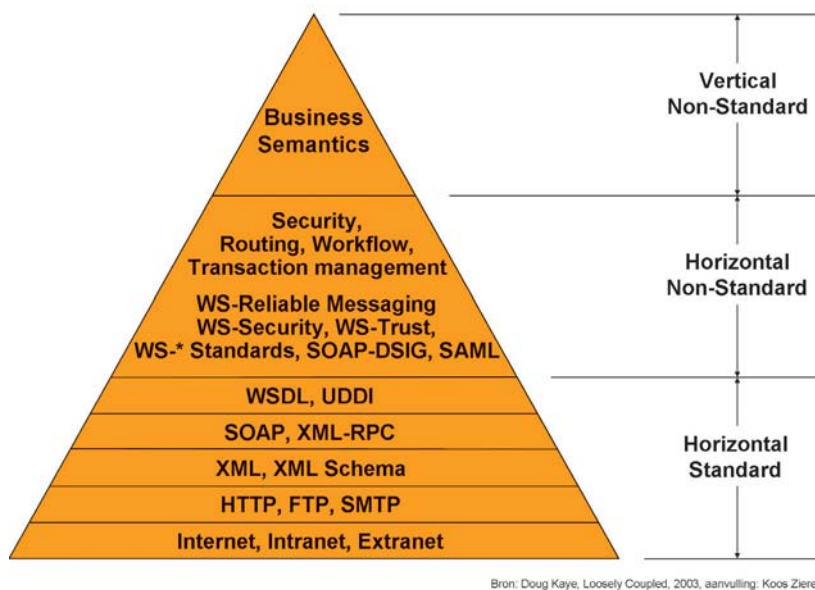 Business
Semantics
Security,
Routing, Workflow,
Transaction management
WS-Reliable Messaging
WS-Security, WS-Trust,
WS-* Standards, SOAP-DSIG, SAML
WSDL, UDDI
SOAP, XML-RPC
XML, XML Schema
HTTP, FTP, SMTP
Internet, Intranet, Extranet
Vertical
Non-Standard
Horizontal
Non-Standard
Horizontal
Standard
Bron: Doug Kaye, Loosely Coupled, 2003, aanvulling: Koos Ziere